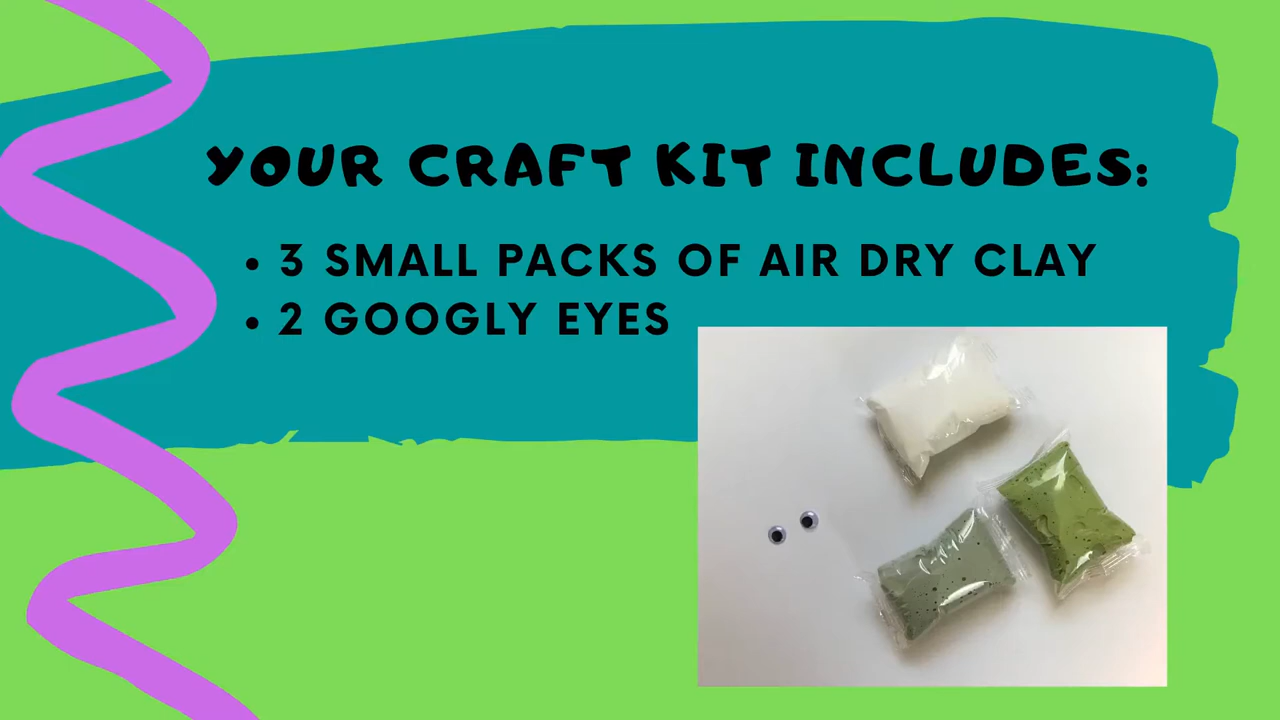 YOUR CRAFT KIT INCLUDES:
• 3 SMALL PACKS OF AIR DRY CLAY
• 2 GOOGLY EYES